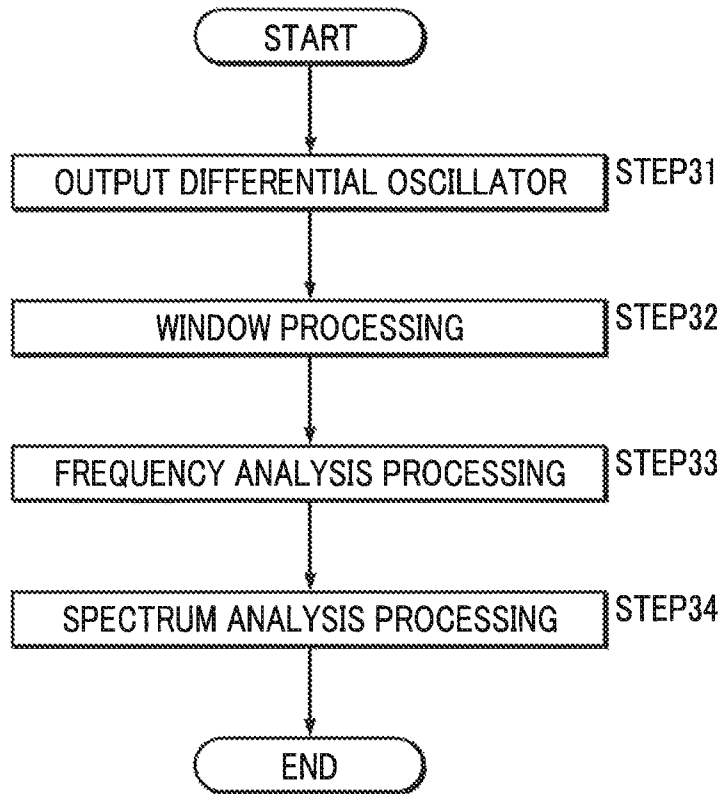 START
OUTPUT DIFFERENTIAL OSCILLATOR STEP31
WINDOW PROCESSING STEP32
FREQUENCY ANALYSIS PROCESSING STEP33
SPECTRUM ANALYSIS PROCESSING STEP34
END